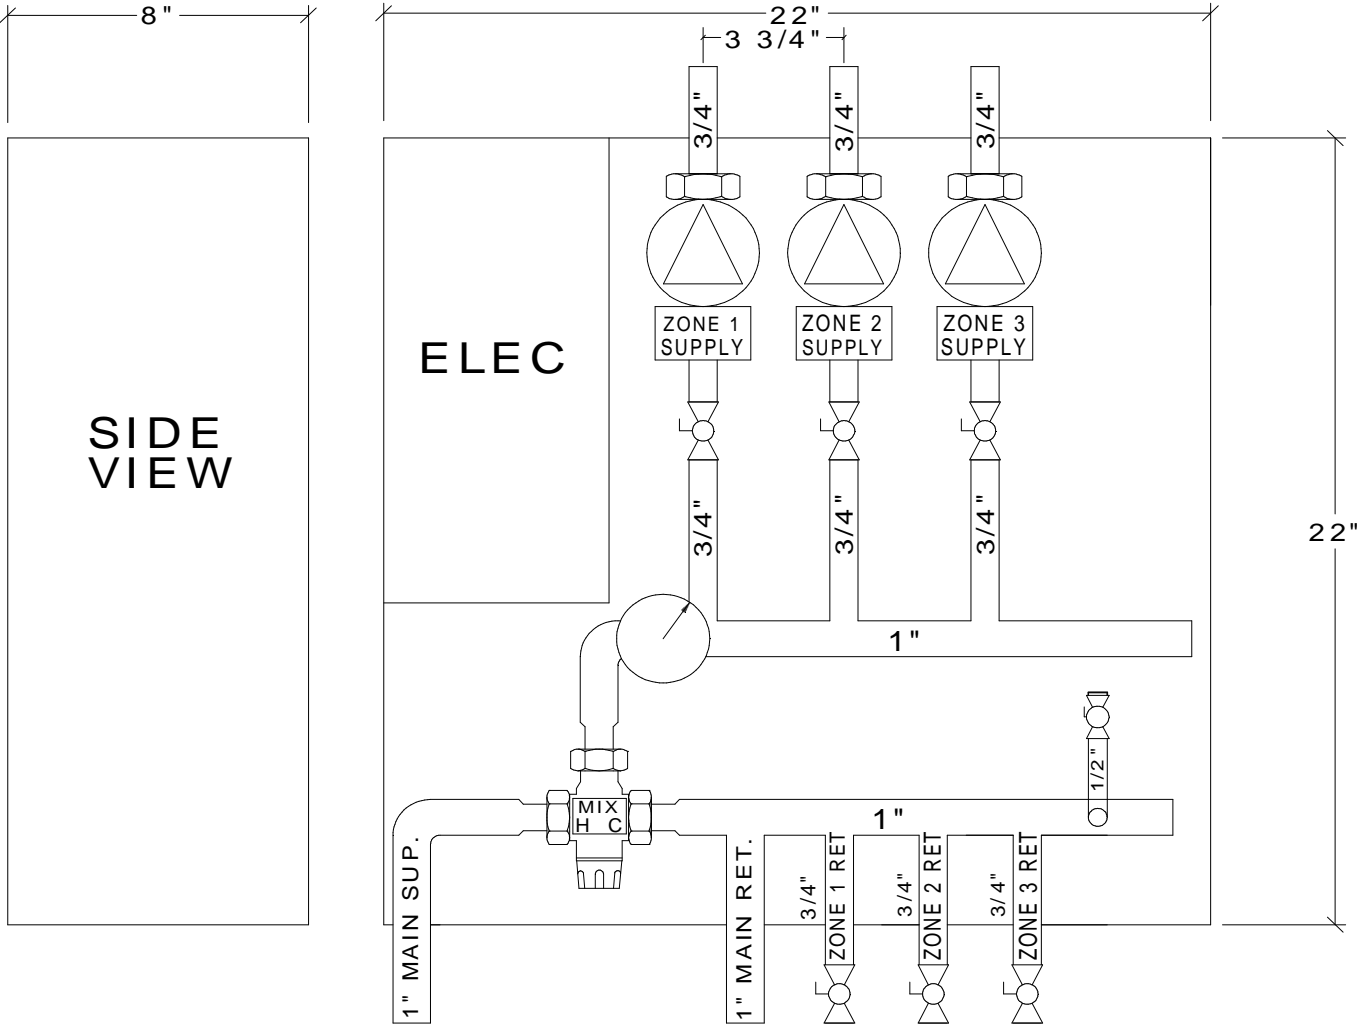 8"
22"
3 3/4"
3/4"
3/4"
3/4"
ZONE 1
SUPPLY
ZONE 2
SUPPLY
ZONE 3
SUPPLY
ELEC
SIDE
VIEW
3/4"
3/4"
3/4"
22"
1"
1/2"
MIX
H C
1"
1" MAIN SUP.
1" MAIN RET.
3/4"
ZONE 1 RET
3/4"
ZONE 2 RET
3/4"
ZONE 3 RET